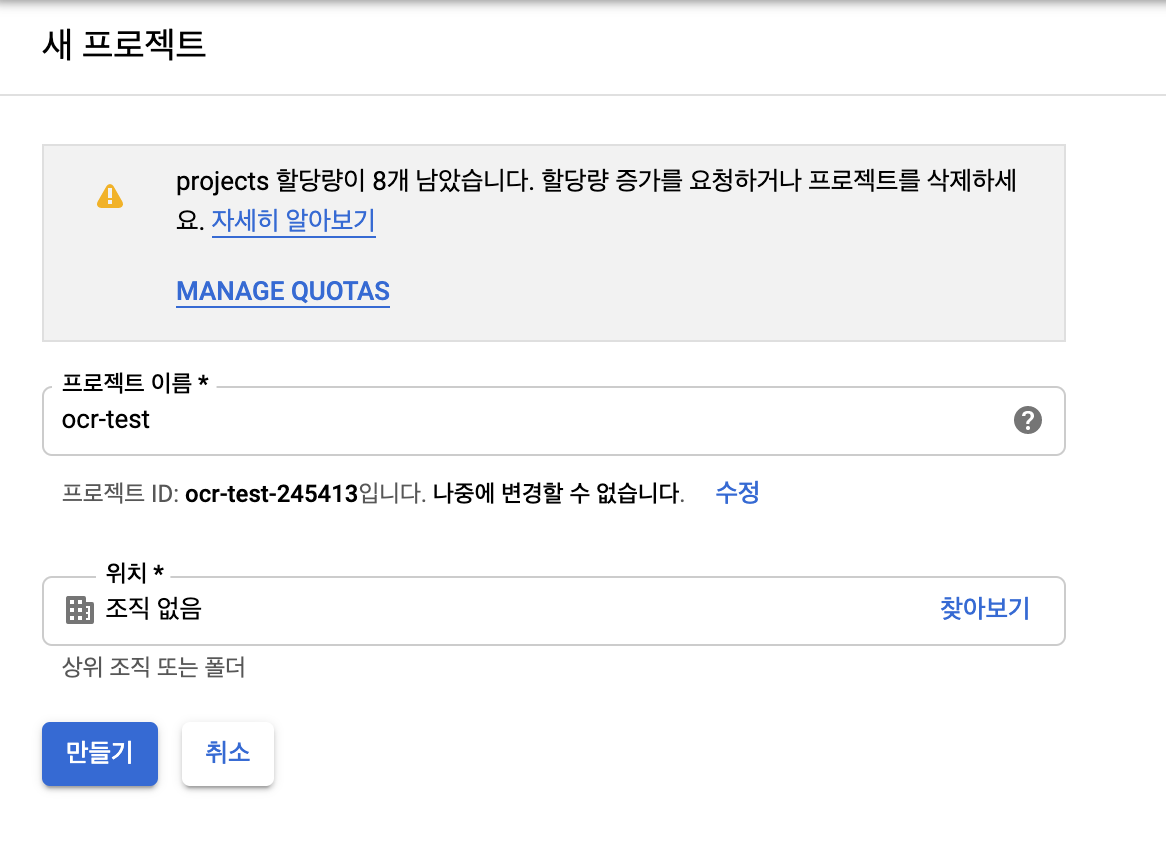 새 프로젝트
projects 할당량이 8개 남았습니다. 할당량 증가를 요청하거나 프로젝트를 삭제하세
요. 자세히 알아보기
MANAGE QUOTAS
프로젝트 이름 *
ocr-test
프로젝트 ID: ocr-test-245413입니다. 나중에 변경할 수 없습니다. 수정
위치 *
조직 없음 찾아보기
상위 조직 또는 폴더
만들기 취소